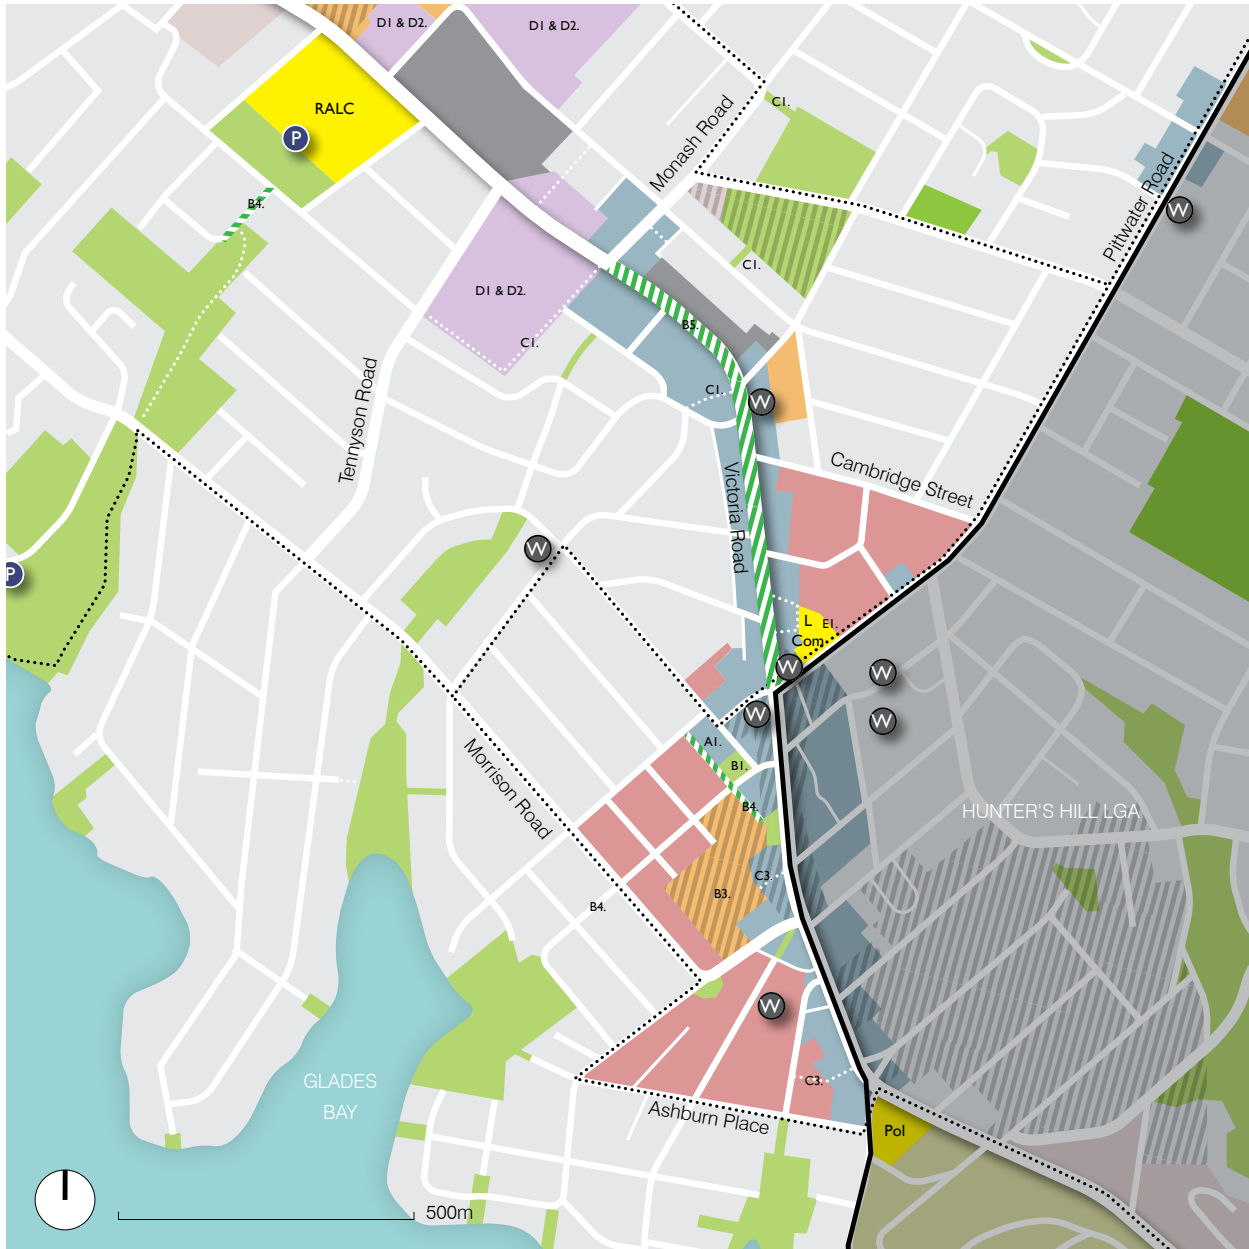 D1 & D2.
D1 & D2.
RALC
P
C1.
Monash Road
Pittwater Road
B4.
W
C1.
D1 & D2.
B5.
C1.
Tennyson Road
C1.
W
Cambridge Street
Victoria Road
W
P
L
E1.
Com
W
W
W
W
A1.
Morrison Road
B1.
B4.
HUNTER'S HILL LGA
C3.
B3.
B4.
W
GLADES
BAY
C3.
Ashburn Place
Pol
500m